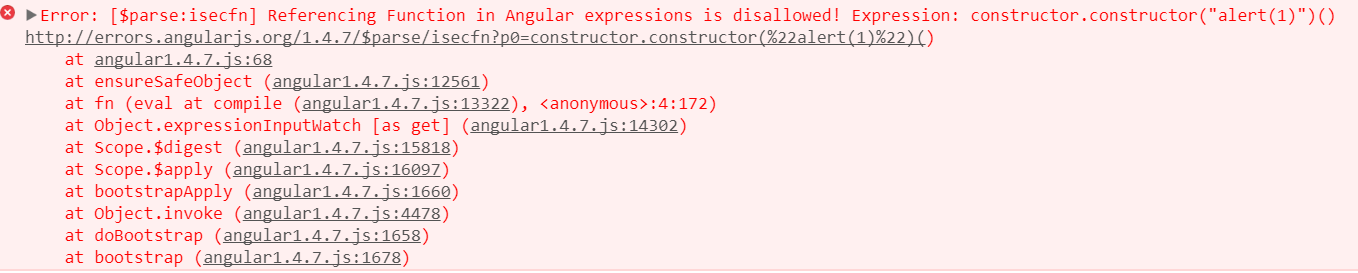 Error: [$parse:isecfn] Referencing Function in Angular expressions is disallowed! Expression: constructor.constructor("alert(1)")()
http://errors.angularjs.org/1.4.7/$parse/isecfn?p0=constructor.constructor(%22alert(1)%22)()
at angular1.4.7.js:68
at ensureSafeObject (angular1.4.7.js:12561)
at fn (eval at compile (angular1.4.7.js:13322), <anonymous>:4:172)
at Object.expressionInputWatch [as get] (angular1.4.7.js:14302)
at Scope.$digest (angular1.4.7.js:15818)
at Scope.$apply (angular1.4.7.js:16097)
at bootstrapApply (angular1.4.7.js:1660)
at Object.invoke (angular1.4.7.js:4478)
at doBootstrap (angular1.4.7.js:1658)
at bootstrap (angular1.4.7.js:1678)